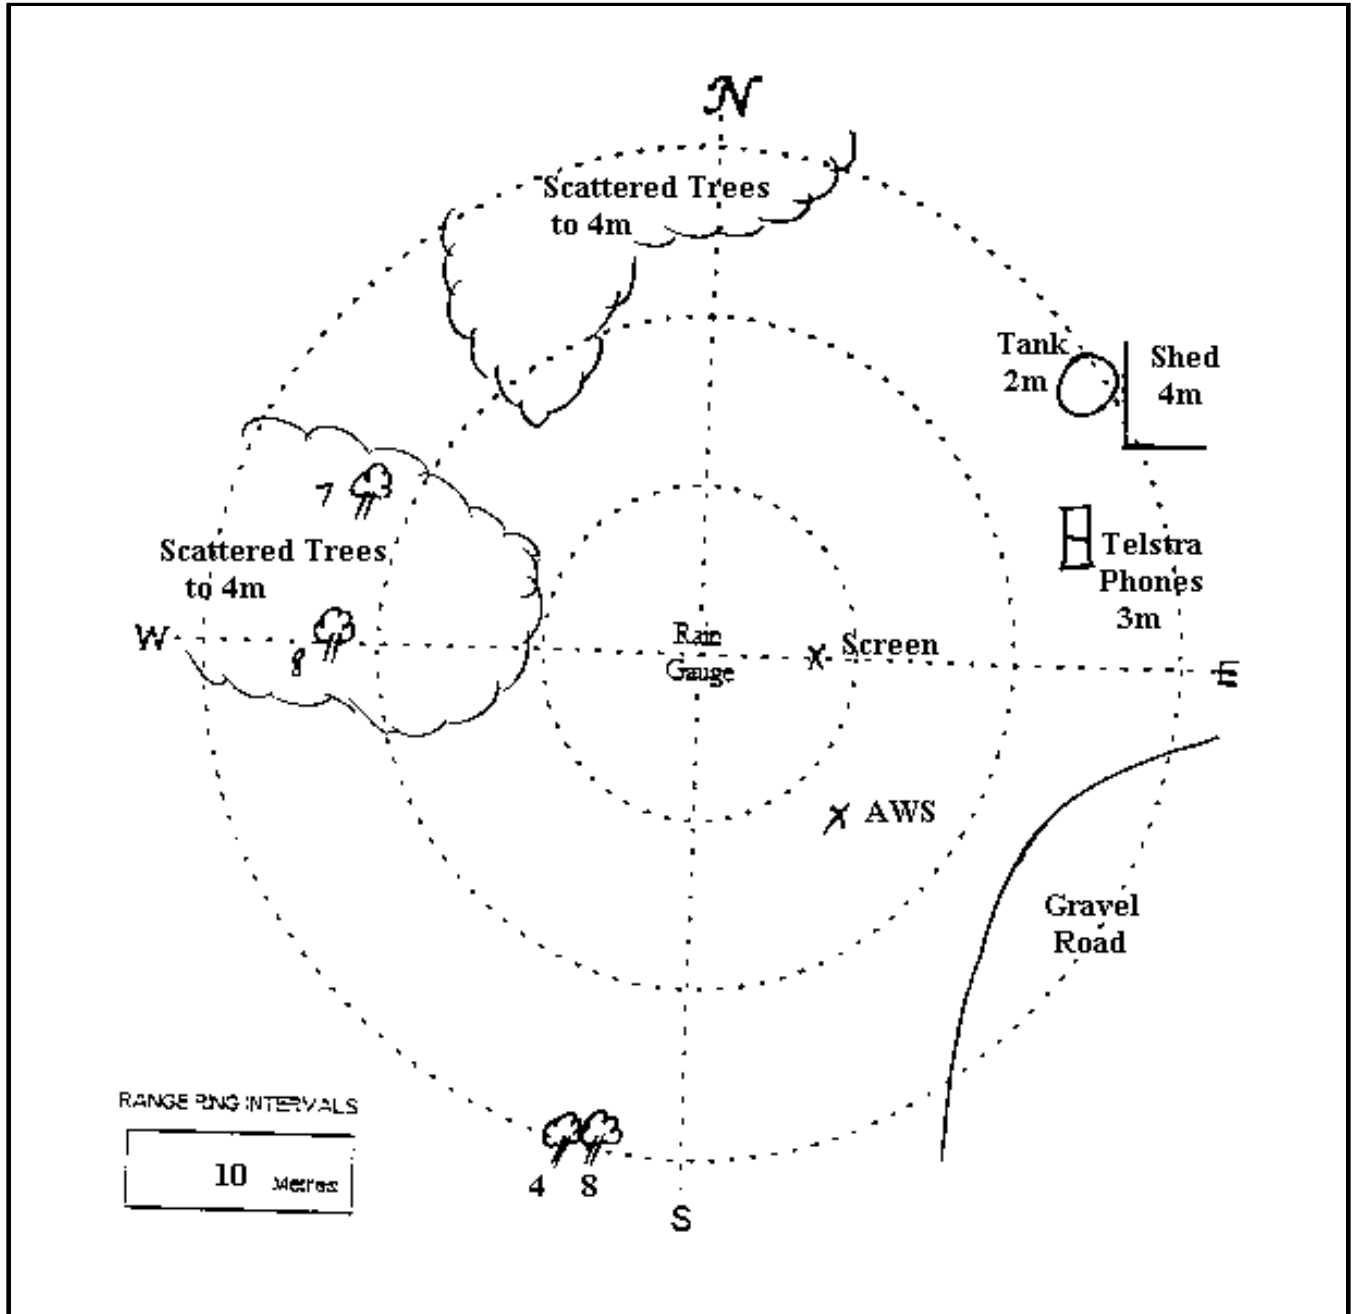 N
Scattered Trees
to 4m
Tank
2m
Shed
4m
7
Scattered Trees
to 4m
Telstra
Phones
3m
W
8
Rain
Gauge
Screen
E
AWS
Gravel
Road
RANGE RING INTERVALS
10 Metres
4 8
S